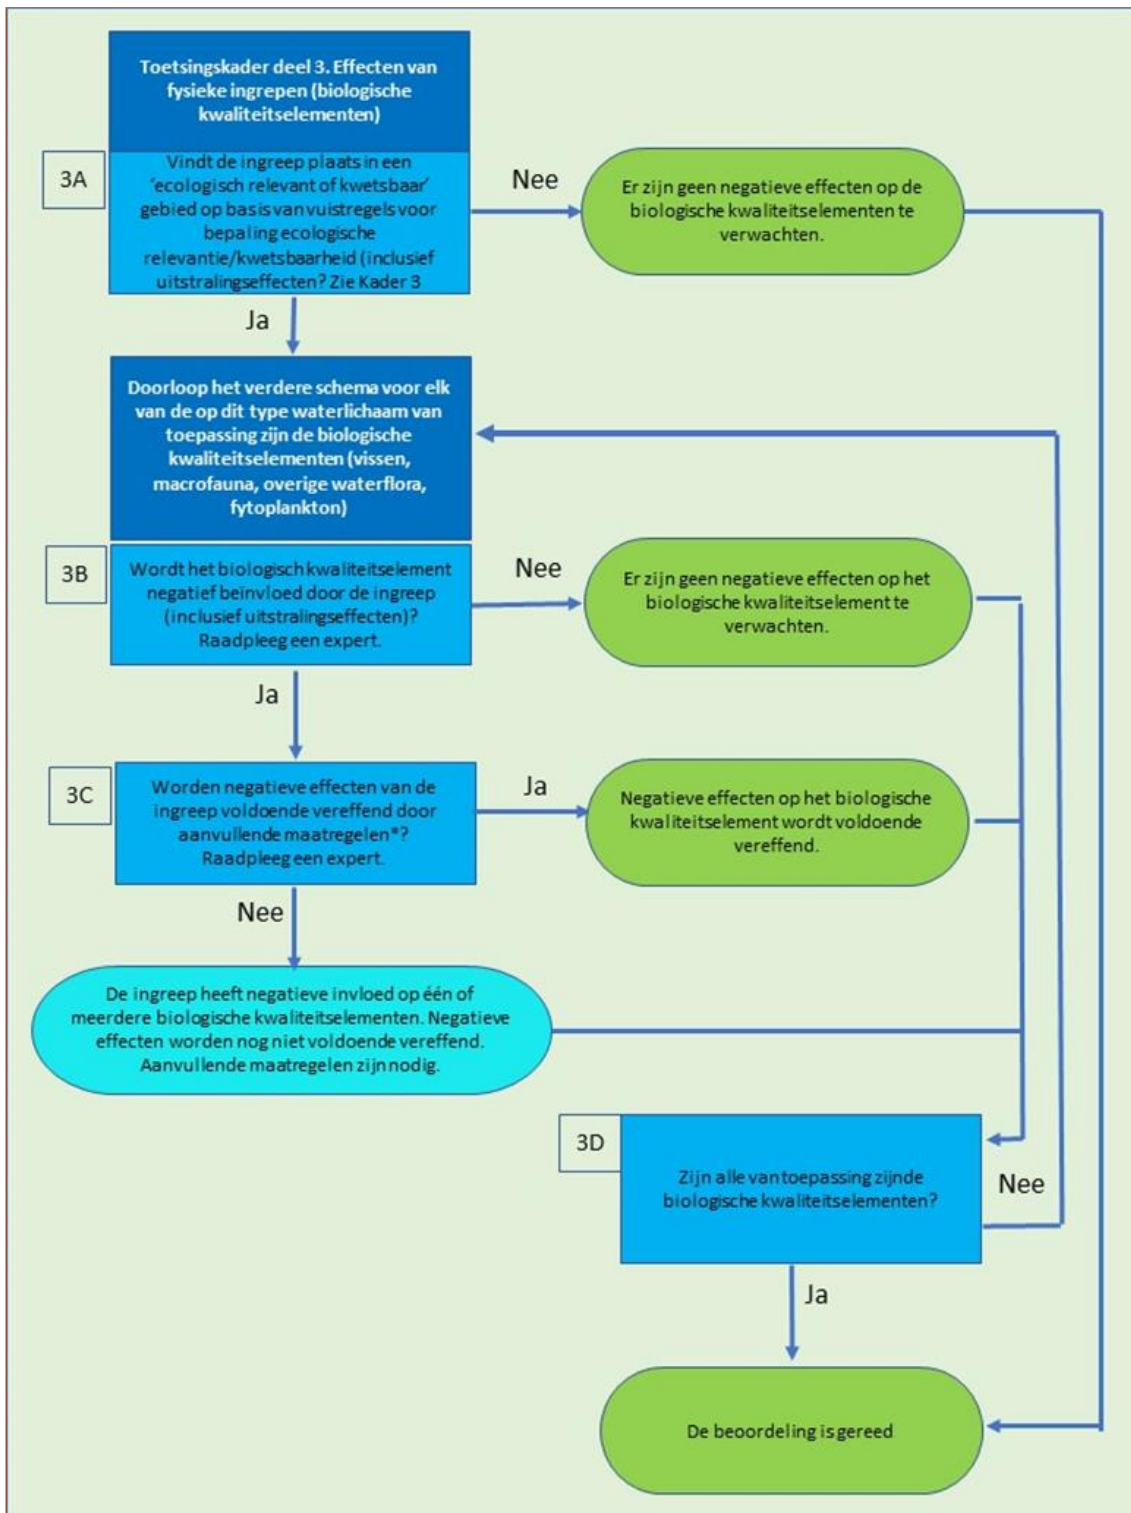 Toetsingskader deel 3. Effecten van
fysieke ingrepen (biologische
kwaliteitselementen)
3A
Vindt de ingreep plaats in een
‘ecologisch relevant of kwetsbaar’
gebied op basis van vuistregels voor
bepaling ecologische
relevantie/kwetsbaarheid (inclusief
uitstralingseffecten? Zie Kader 3
Nee
Er zijn geen negatieve effecten op de
biologische kwaliteitselementen te
verwachten.
Ja
Doorloop het verdere schema voor elk
van de op dit type waterlichaam van
toepassing zijn de biologische
kwaliteitselementen (vissen,
macrofauna, overige waterflora,
fytoplankton)
3B
Wordt het biologisch kwaliteitselement
negatief beïnvloed door de ingreep
(inclusief uitstralingseffecten)?
Raadpleeg een expert.
Nee
Er zijn geen negatieve effecten op het
biologische kwaliteitselement te
verwachten.
Ja
3C
Worden negatieve effecten van de
ingreep voldoende vereffend door
aanvullende maatregelen*?
Raadpleeg een expert.
Ja
Negatieve effecten op het biologische
kwaliteitselement wordt voldoende
vereffend.
Nee
De ingreep heeft negatieve invloed op één of
meerdere biologische kwaliteitselementen. Negatieve
effecten worden nog niet voldoende vereffend.
Aanvullende maatregelen zijn nodig.
3D
Zijn alle van toepassing zijnde
biologische kwaliteitselementen?
Nee
Ja
De beoordeling is gereed